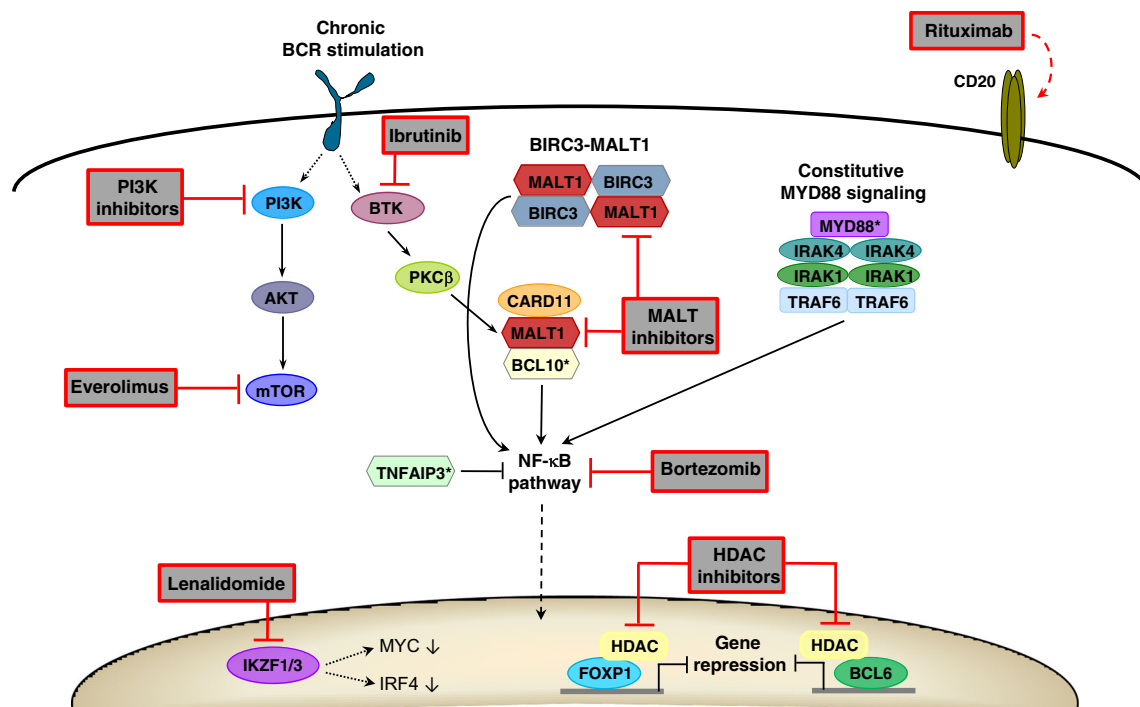 Chronic
BCR stimulation
Rituximab
CD20
Ibrutinib
BIRC3-MALT1
Constitutive
MYD88 signaling
PI3K
inhibitors
PI3K
BTK
MALT1
BIRC3
BIRC3
MALT1
MYD88*
IRAK4
IRAK4
IRAK1
IRAK1
TRAF6
TRAF6
PKCβ
AKT
CARD11
MALT1
BCL10*
MALT
inhibitors
Everolimus
mTOR
TNFAIP3*
NF-κB
pathway
Bortezomib
HDAC
inhibitors
Lenalidomide
IKZF1/3
MYC ↓
IRF4 ↓
HDAC
FOXP1
Gene
repression
HDAC
BCL6